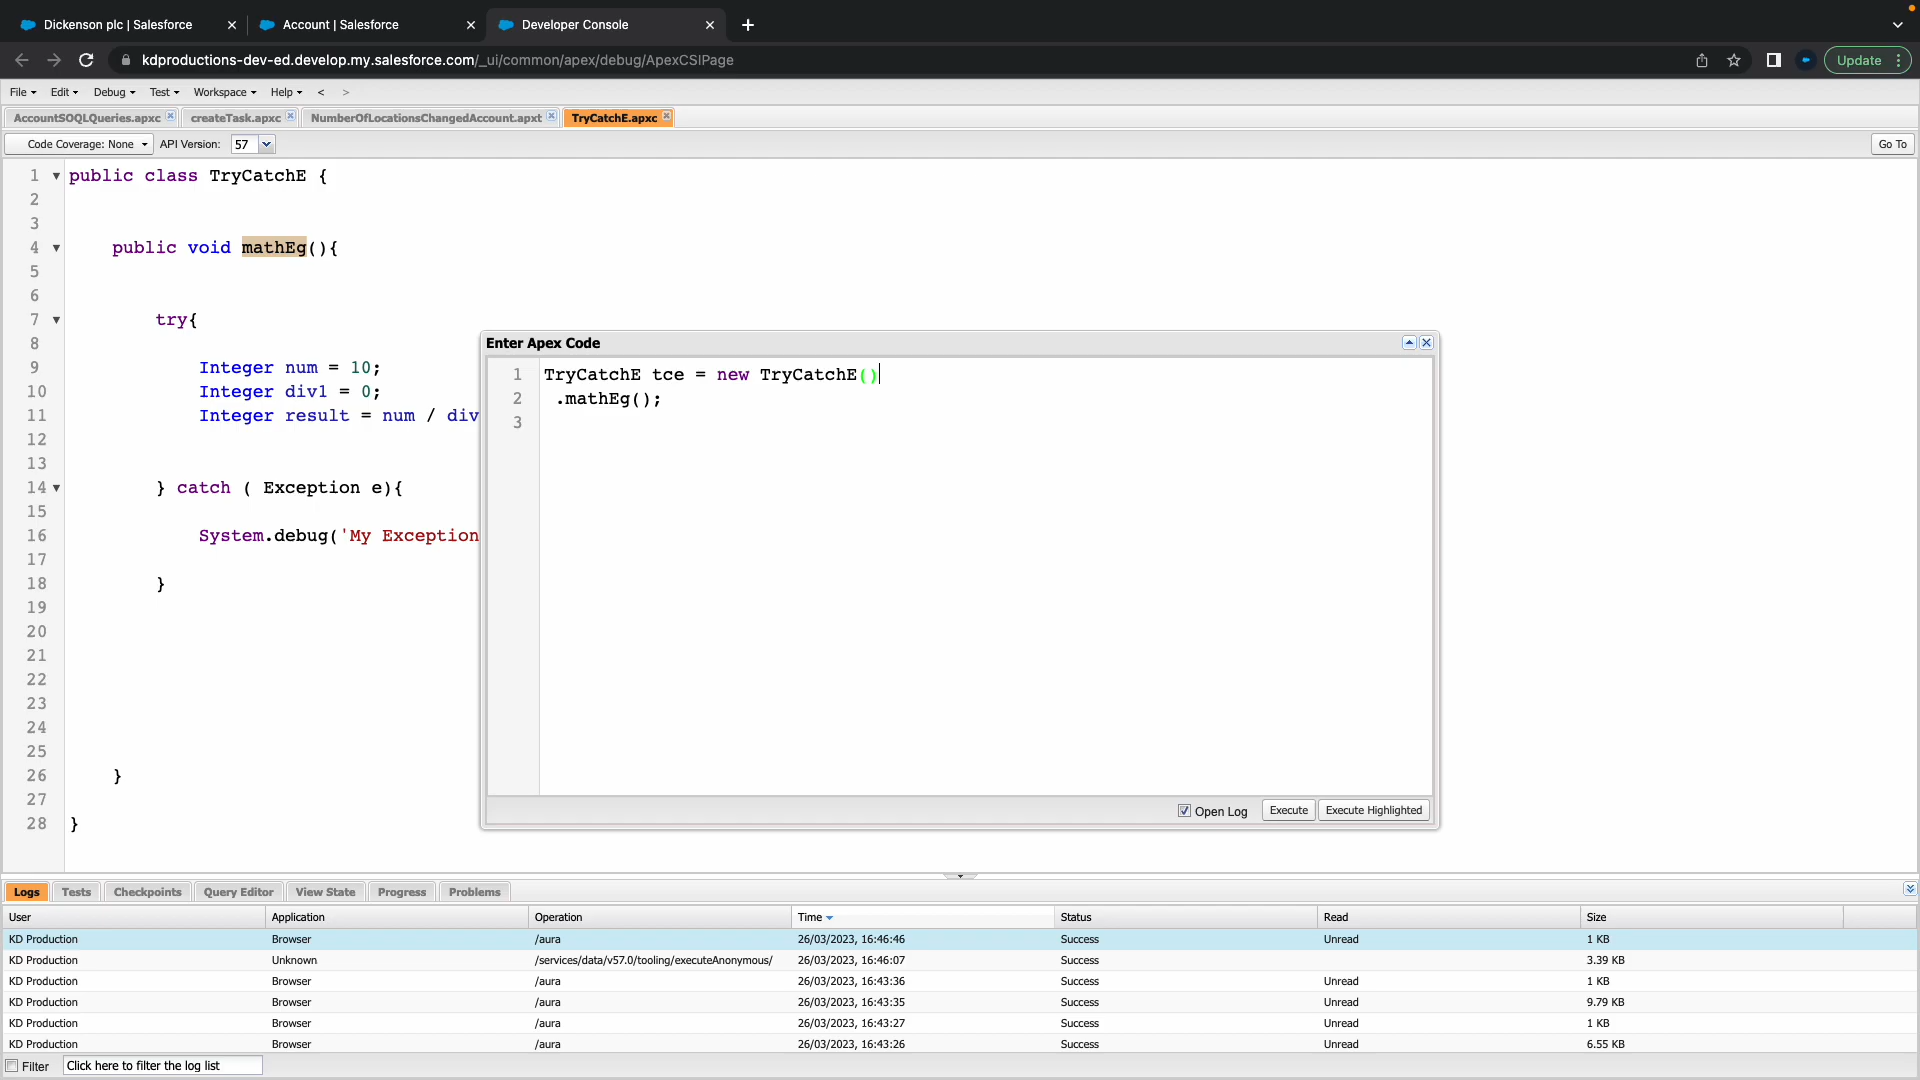 Dickenson plc | Salesforce
Account | Salesforce
Developer Console
kdproductions-dev-ed.develop.my.salesforce.com/_ui/common/apex/debug/ApexCSIPage
Update
File Edit Debug Test Workspace Help < >
AccountSOQLQueries.apxc createTask.apxc NumberOfLocationsChangedAccount.apxt TryCatchE.apxc
Code Coverage: None API Version: 57 Go To
1 public class TryCatchE {
2
3
4 public void mathEg(){
5
6
7 try{
8
9 Integer num = 10;
10 Integer div1 = 0;
11 Integer result = num / div
12
13
14 } catch ( Exception e){
15
16 System.debug('My Exception
17
18 }
19
20
21
22
23
24
25
26 }
27
28 }
Enter Apex Code
1 TryCatchE tce = new TryCatchE()
2 .mathEg();
3
Open Log Execute Execute Highlighted
Logs Tests Checkpoints Query Editor View State Progress Problems
User Application Operation Time Status Read Size
KD Production Browser /aura 26/03/2023, 16:46:46 Success Unread 1 KB
KD Production Unknown /services/data/v57.0/tooling/executeAnonymous/ 26/03/2023, 16:46:07 Success 3.39 KB
KD Production Browser /aura 26/03/2023, 16:43:36 Success Unread 1 KB
KD Production Browser /aura 26/03/2023, 16:43:35 Success Unread 9.79 KB
KD Production Browser /aura 26/03/2023, 16:43:27 Success Unread 1 KB
KD Production Browser /aura 26/03/2023, 16:43:26 Success Unread 6.55 KB
Filter Click here to filter the log list